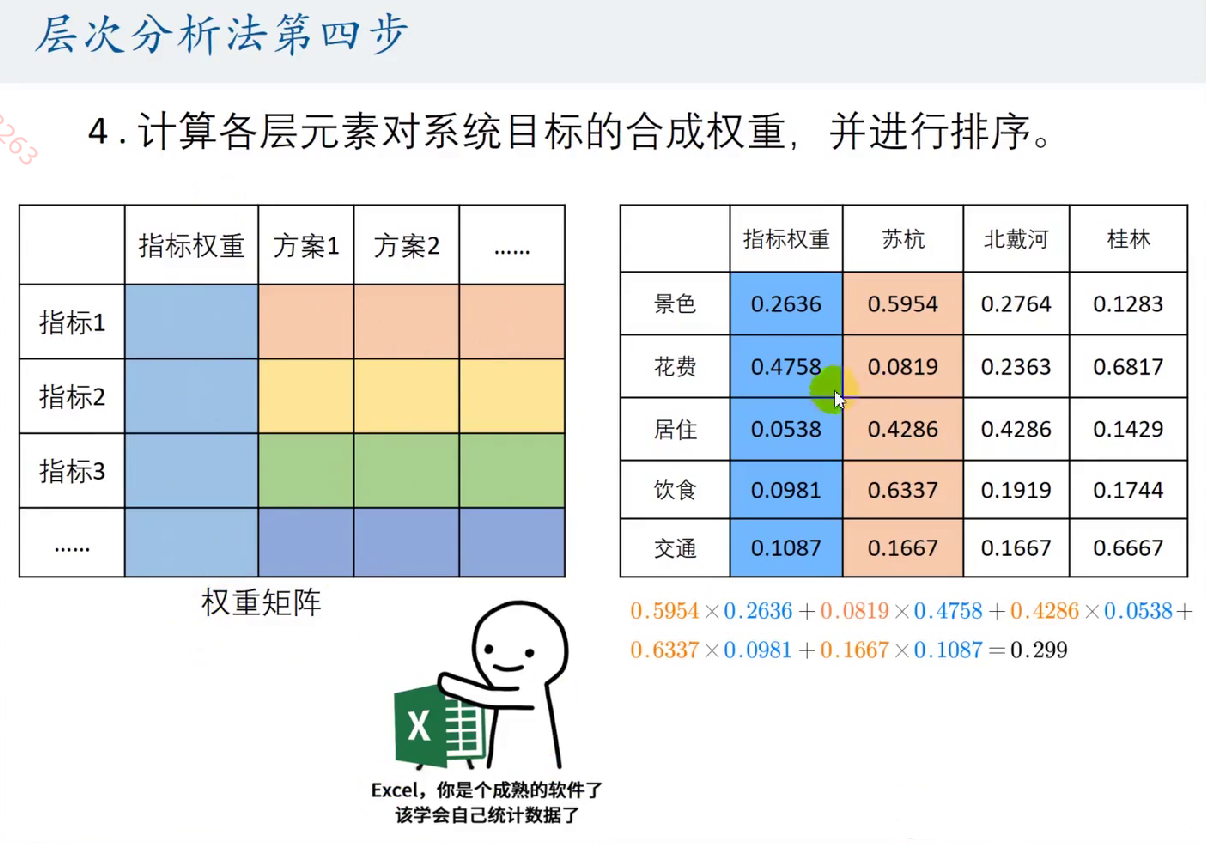 层次分析法第四步
3263
4 . 计算各层元素对系统目标的合成权重，并进行排序。
指标权重 方案1 方案2 ……
指标1
指标2
指标3
……
权重矩阵
指标权重 苏杭 北戴河 桂林
景色 0.2636 0.5954 0.2764 0.1283
花费 0.4758 0.0819 0.2363 0.6817
居住 0.0538 0.4286 0.4286 0.1429
饮食 0.0981 0.6337 0.1919 0.1744
交通 0.1087 0.1667 0.1667 0.6667
0.5954×0.2636+0.0819×0.4758+0.4286×0.0538+
0.6337×0.0981+0.1667×0.1087=0.299
X
Excel，你是个成熟的软件了
该学会自己统计数据了